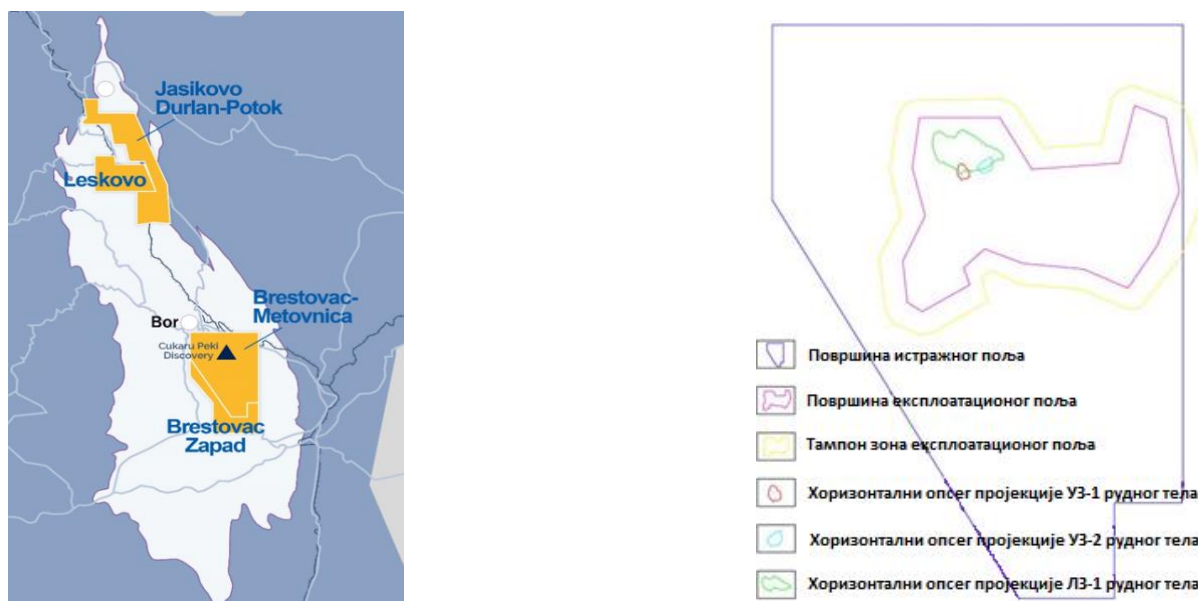 Jasikovo
Durlan-Potok
Leskovo
Brestovac-
Metovnica
Bor
Cukaru Peki
Discovery
Brestovac
Zapad
Површина истражног поља
Површина експлоатационог поља
Тампон зона експлоатационог поља
Хоризонтални опсег пројекције УЗ-1 рудног тела
Хоризонтални опсег пројекције УЗ-2 рудног тела
Хоризонтални опсег пројекције ЛЗ-1 рудног тела